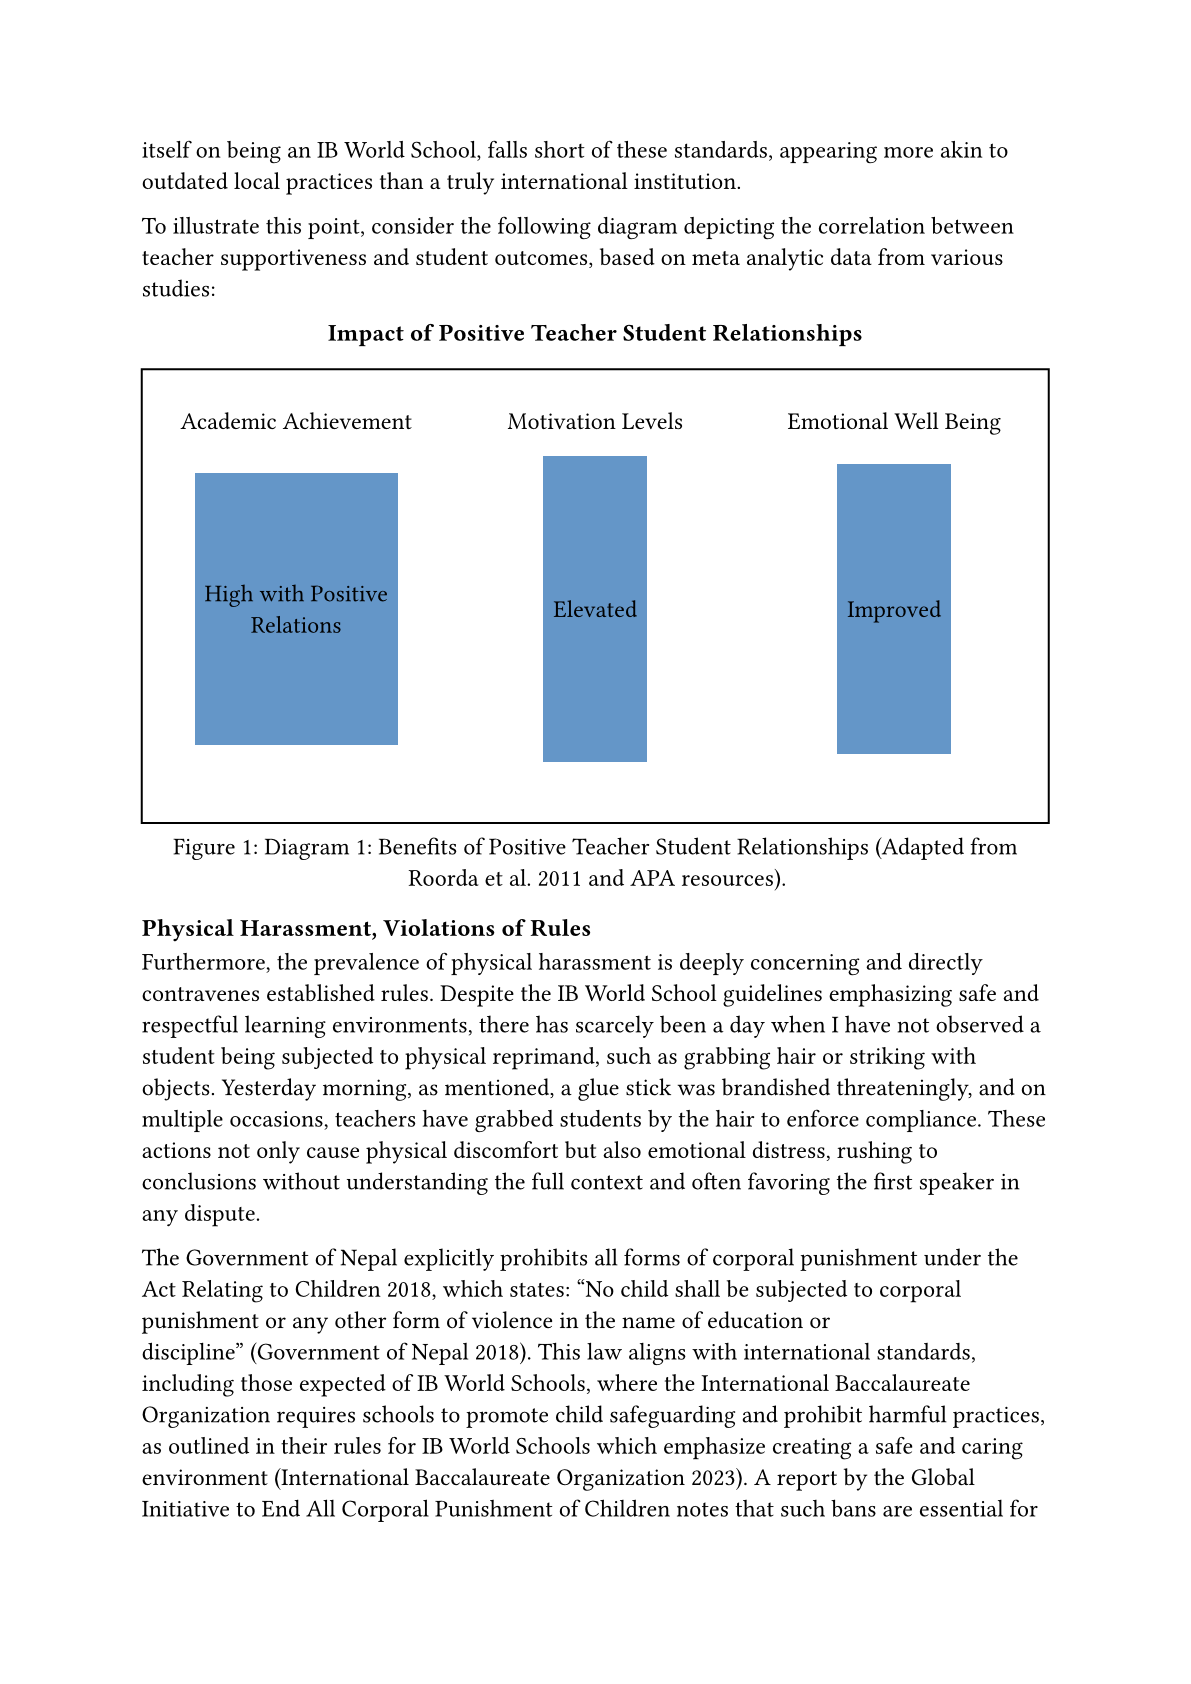 itself on being an IB World School, falls short of these standards, appearing more akin to
outdated local practices than a truly international institution.
To illustrate this point, consider the following diagram depicting the correlation between
teacher supportiveness and student outcomes, based on meta analytic data from various
studies:
Impact of Positive Teacher Student Relationships
Academic Achievement
Motivation Levels
Emotional Well Being
High with Positive
Relations
Elevated
Improved
Figure 1: Diagram 1: Benefits of Positive Teacher Student Relationships (Adapted from
Roorda et al. 2011 and APA resources).
Physical Harassment, Violations of Rules
Furthermore, the prevalence of physical harassment is deeply concerning and directly
contravenes established rules. Despite the IB World School guidelines emphasizing safe and
respectful learning environments, there has scarcely been a day when I have not observed a
student being subjected to physical reprimand, such as grabbing hair or striking with
objects. Yesterday morning, as mentioned, a glue stick was brandished threateningly, and on
multiple occasions, teachers have grabbed students by the hair to enforce compliance. These
actions not only cause physical discomfort but also emotional distress, rushing to
conclusions without understanding the full context and often favoring the first speaker in
any dispute.
The Government of Nepal explicitly prohibits all forms of corporal punishment under the
Act Relating to Children 2018, which states: “No child shall be subjected to corporal
punishment or any other form of violence in the name of education or
discipline” (Government of Nepal 2018). This law aligns with international standards,
including those expected of IB World Schools, where the International Baccalaureate
Organization requires schools to promote child safeguarding and prohibit harmful practices,
as outlined in their rules for IB World Schools which emphasize creating a safe and caring
environment (International Baccalaureate Organization 2023). A report by the Global
Initiative to End All Corporal Punishment of Children notes that such bans are essential for